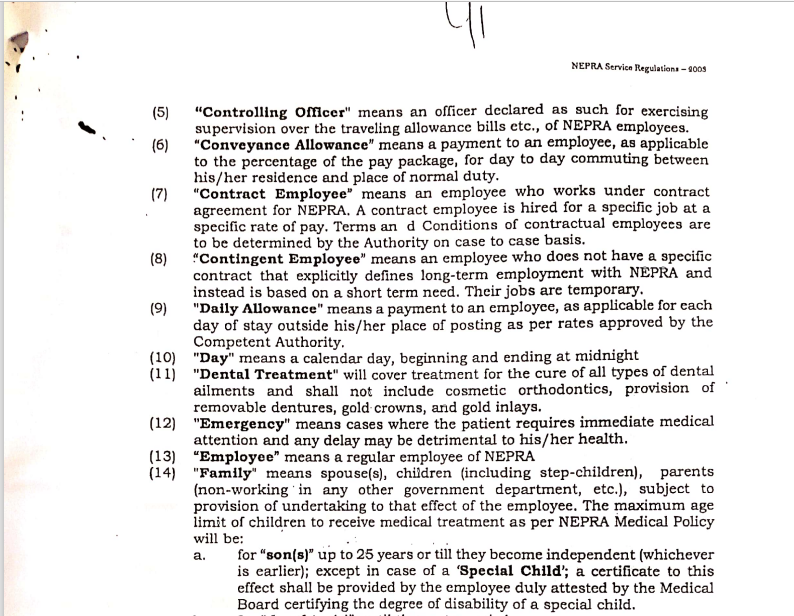 41
NEPRA Service Regulations – 2003
(5) "Controlling Officer" means an officer declared as such for exercising
supervision over the traveling allowance bills etc., of NEPRA employees.
(6) "Conveyance Allowance" means a payment to an employee, as applicable
to the percentage of the pay package, for day to day commuting between
his/her residence and place of normal duty.
(7) "Contract Employee" means an employee who works under contract
agreement for NEPRA. A contract employee is hired for a specific job at a
specific rate of pay. Terms an d Conditions of contractual employees are
to be determined by the Authority on case to case basis.
(8) "Contingent Employee" means an employee who does not have a specific
contract that explicitly defines long-term employment with NEPRA and
instead is based on a short term need. Their jobs are temporary.
(9) "Daily Allowance" means a payment to an employee, as applicable for each
day of stay outside his/her place of posting as per rates approved by the
Competent Authority.
(10) "Day" means a calendar day, beginning and ending at midnight
(11) "Dental Treatment" will cover treatment for the cure of all types of dental
ailments and shall not include cosmetic orthodontics, provision of
removable dentures, gold crowns, and gold inlays.
(12) "Emergency" means cases where the patient requires immediate medical
attention and any delay may be detrimental to his/her health.
(13) "Employee" means a regular employee of NEPRA
(14) "Family" means spouse(s), children (including step-children), parents
(non-working in any other government department, etc.), subject to
provision of undertaking to that effect of the employee. The maximum age
limit of children to receive medical treatment as per NEPRA Medical Policy
will be:
a. for "son(s)" up to 25 years or till they become independent (whichever
is earlier); except in case of a 'Special Child'; a certificate to this
effect shall be provided by the employee duly attested by the Medical
Board certifying the degree of disability of a special child.